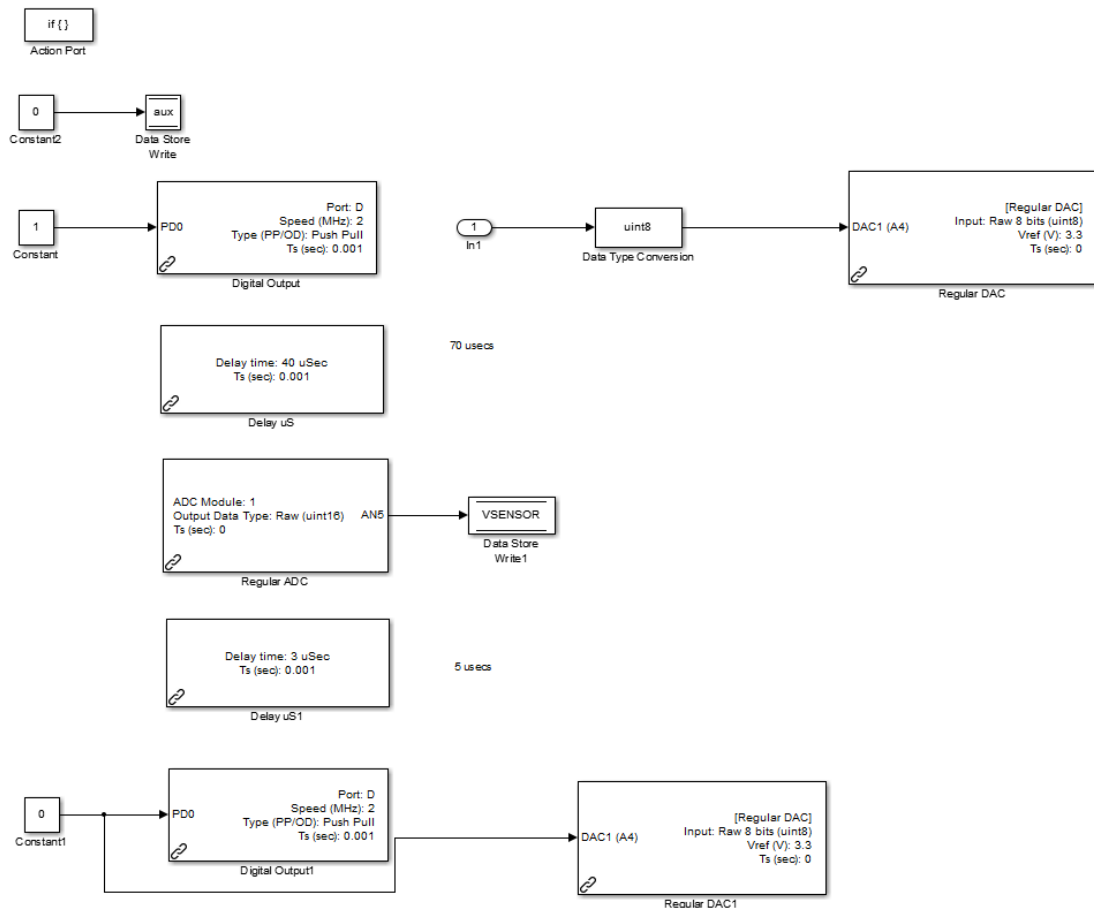 if { }
Action Port
0
Constant2
aux
Data Store
Write
1
Constant
PD0
Port: D
Speed (MHz): 2
Type (PP/OD): Push Pull
Ts (sec): 0.001
Digital Output
1
In1
uint8
Data Type Conversion
DAC1 (A4)
[Regular DAC]
Input: Raw 8 bits (uint8)
Vref (V): 3.3
Ts (sec): 0
Regular DAC
Delay time: 40 uSec
Ts (sec): 0.001
Delay uS
70 usecs
ADC Module: 1
Output Data Type: Raw (uint16)
Ts (sec): 0
AN5
Regular ADC
VSENSOR
Data Store
Write1
Delay time: 3 uSec
Ts (sec): 0.001
Delay uS1
5 usecs
0
Constant1
PD0
Port: D
Speed (MHz): 2
Type (PP/OD): Push Pull
Ts (sec): 0.001
Digital Output1
DAC1 (A4)
[Regular DAC]
Input: Raw 8 bits (uint8)
Vref (V): 3.3
Ts (sec): 0
Regular DAC1